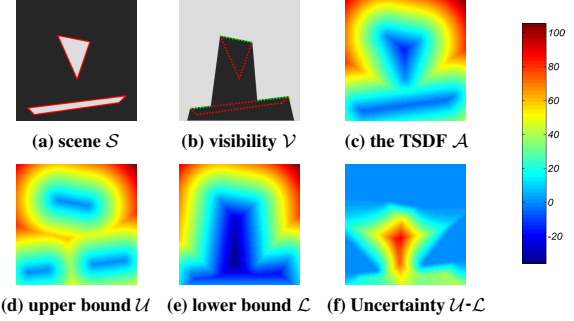 (a) scene 𝒮
(b) visibility 𝒱
(c) the TSDF 𝒜
100
80
60
40
20
0
-20
(d) upper bound 𝒰
(e) lower bound ℒ
(f) Uncertainty 𝒰-ℒ